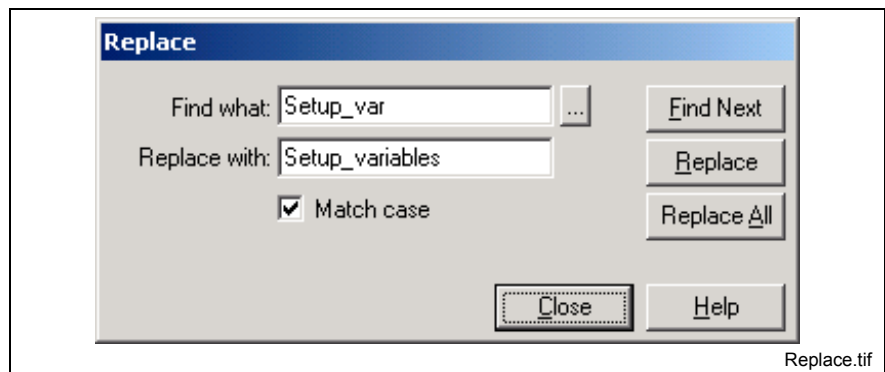 Replace
Find what: Setup_var ... Find Next
Replace with: Setup_variables Replace
Match case Replace All
Close Help
Replace.tif